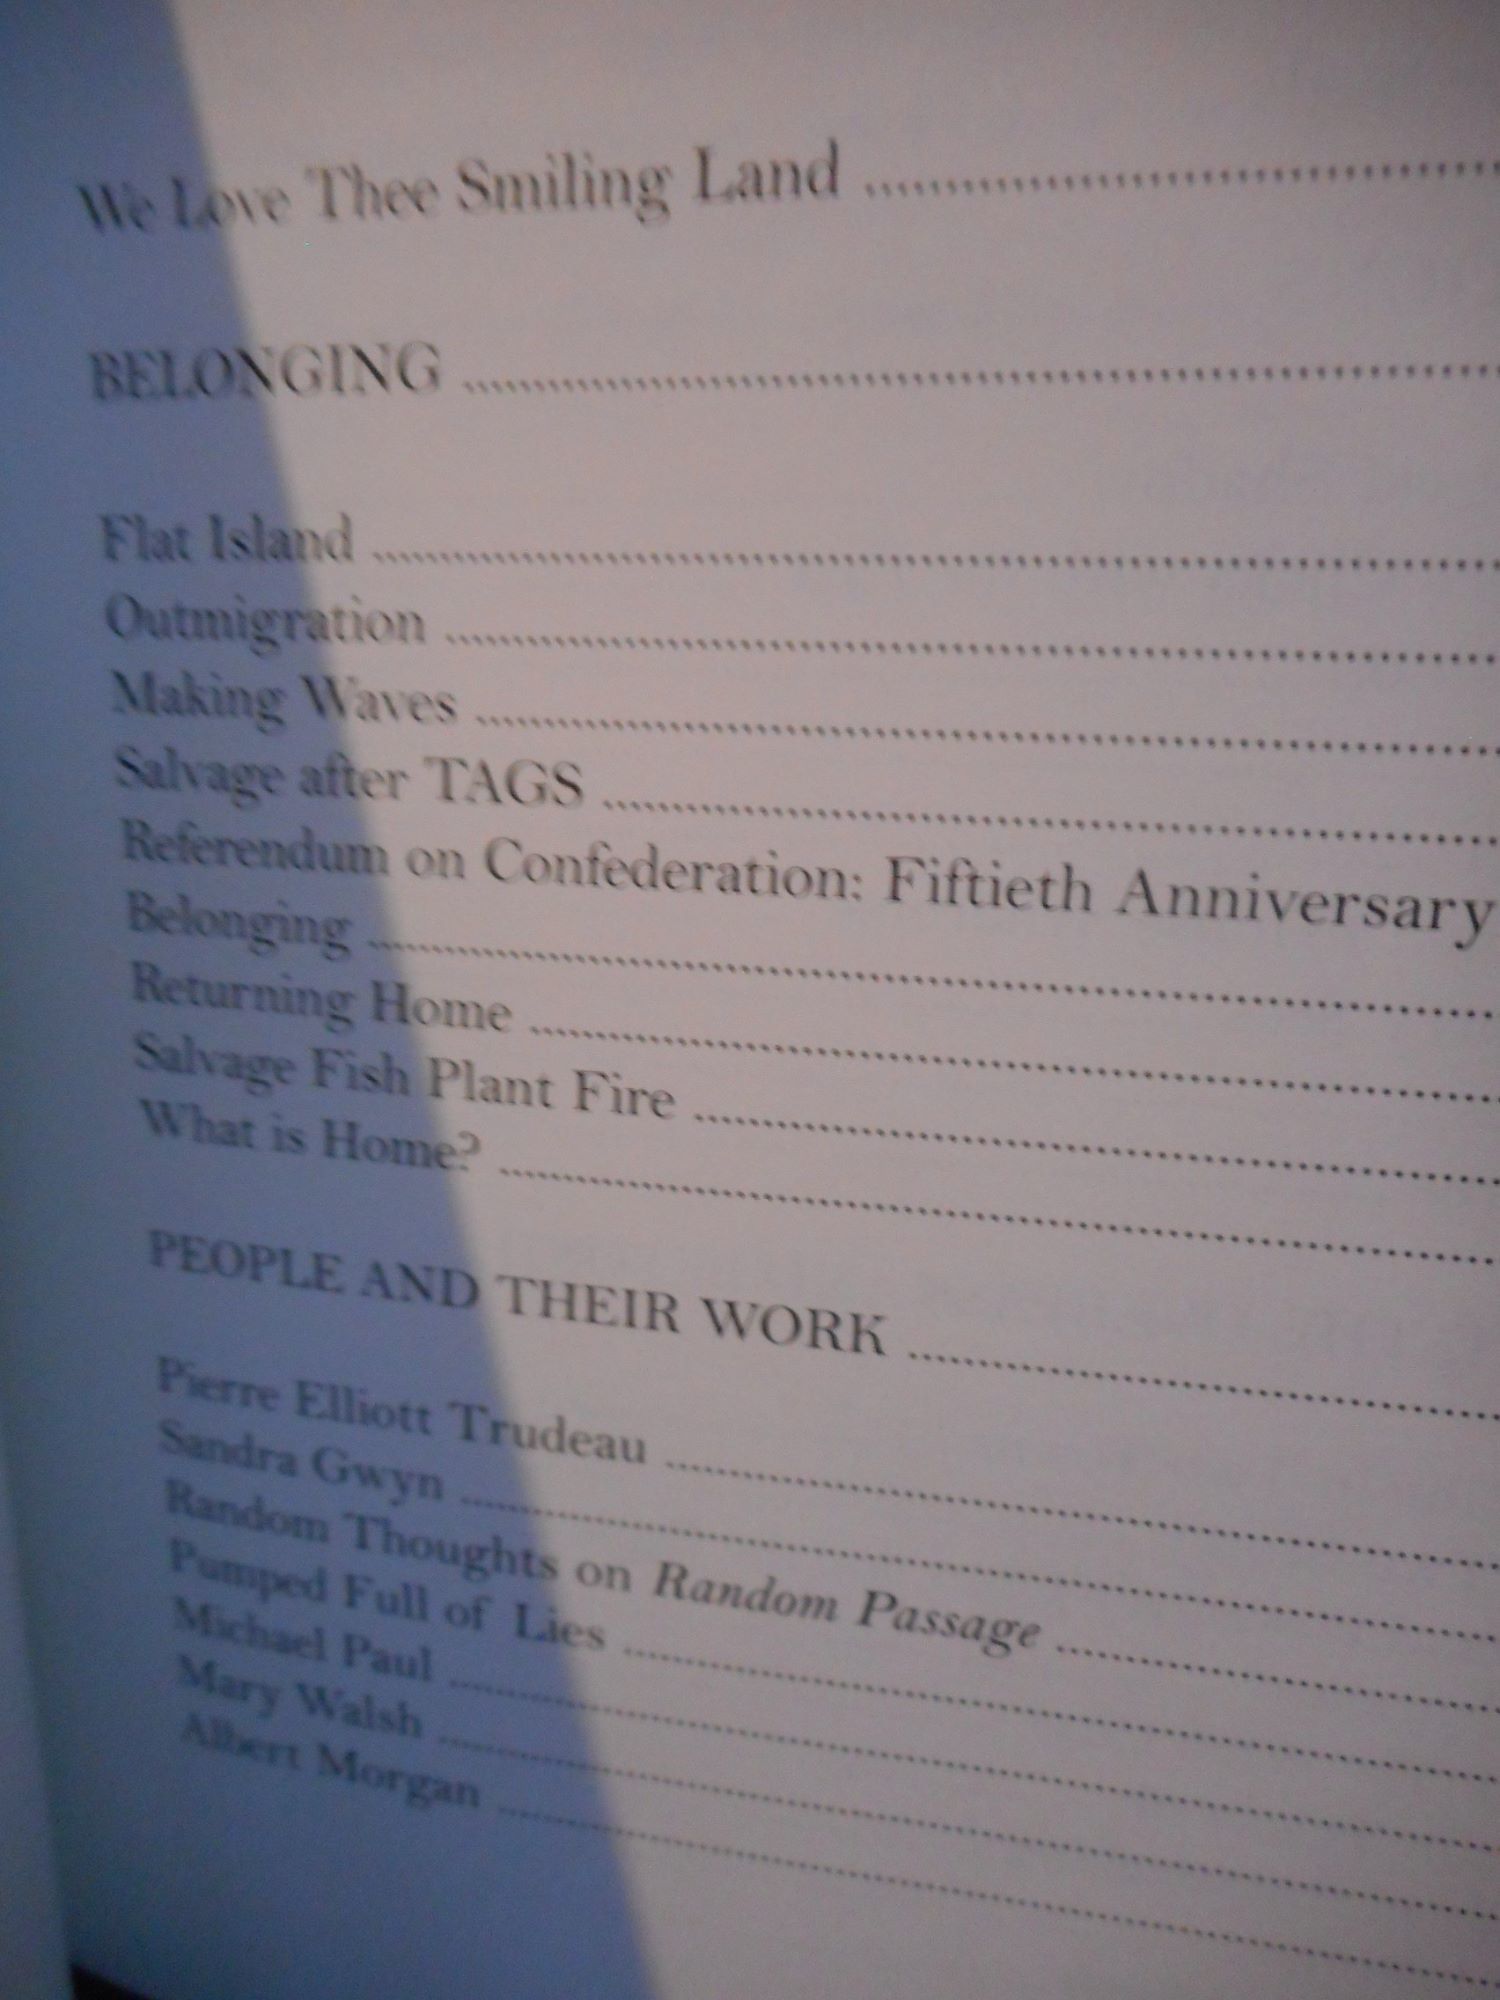 We Love Thee Smiling Land ........................
BELONGING ........................
Flat Island ........................
Outmigration ........................
Making Waves ........................
Salvage after TAGS ........................
Referendum on Confederation: Fiftieth Anniversary
Belonging ........................
Returning Home ........................
Salvage Fish Plant Fire ........................
What is Home? ........................
PEOPLE AND THEIR WORK ........................
Pierre Elliott Trudeau ........................
Sandra Gwyn ........................
Random Thoughts on Random Passage ........................
Pumped Full of Lies ........................
Michael Paul ........................
Mary Walsh ........................
Albert Morgan ........................